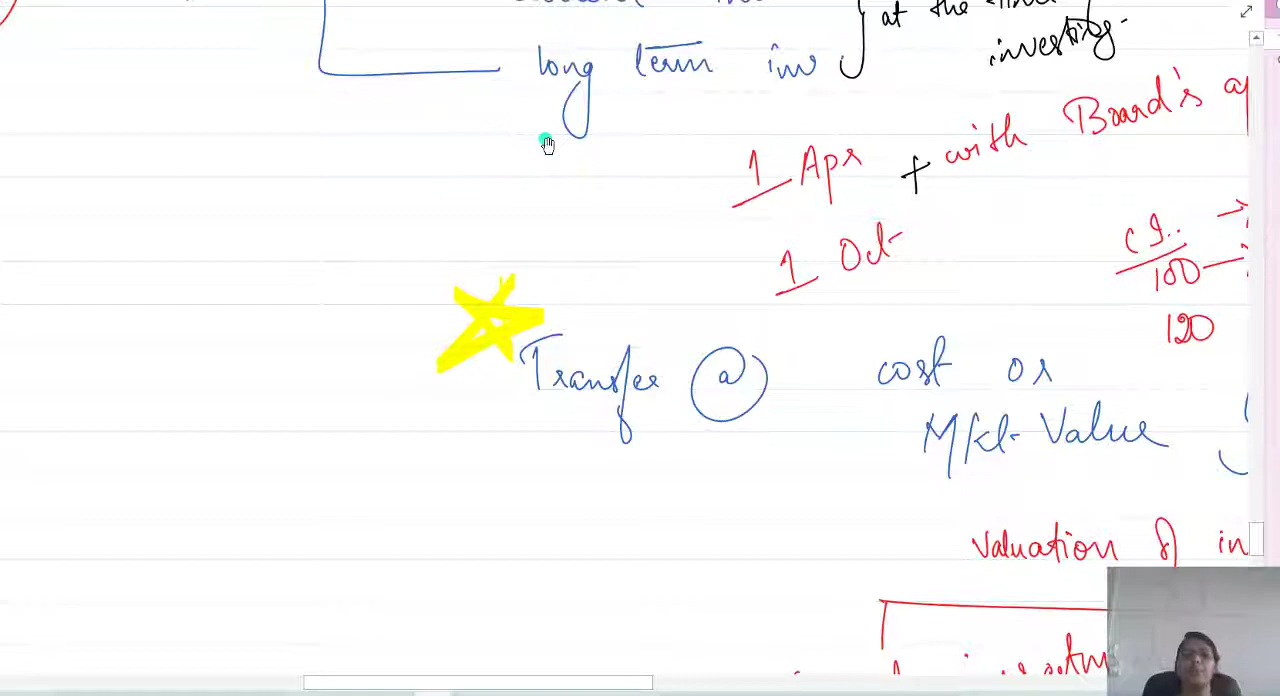 at the
long term inv
investing.
1 Apr + with Board's
1 Oct
100
120
Transfer @ cost or
Mkt Value
Valuation of in